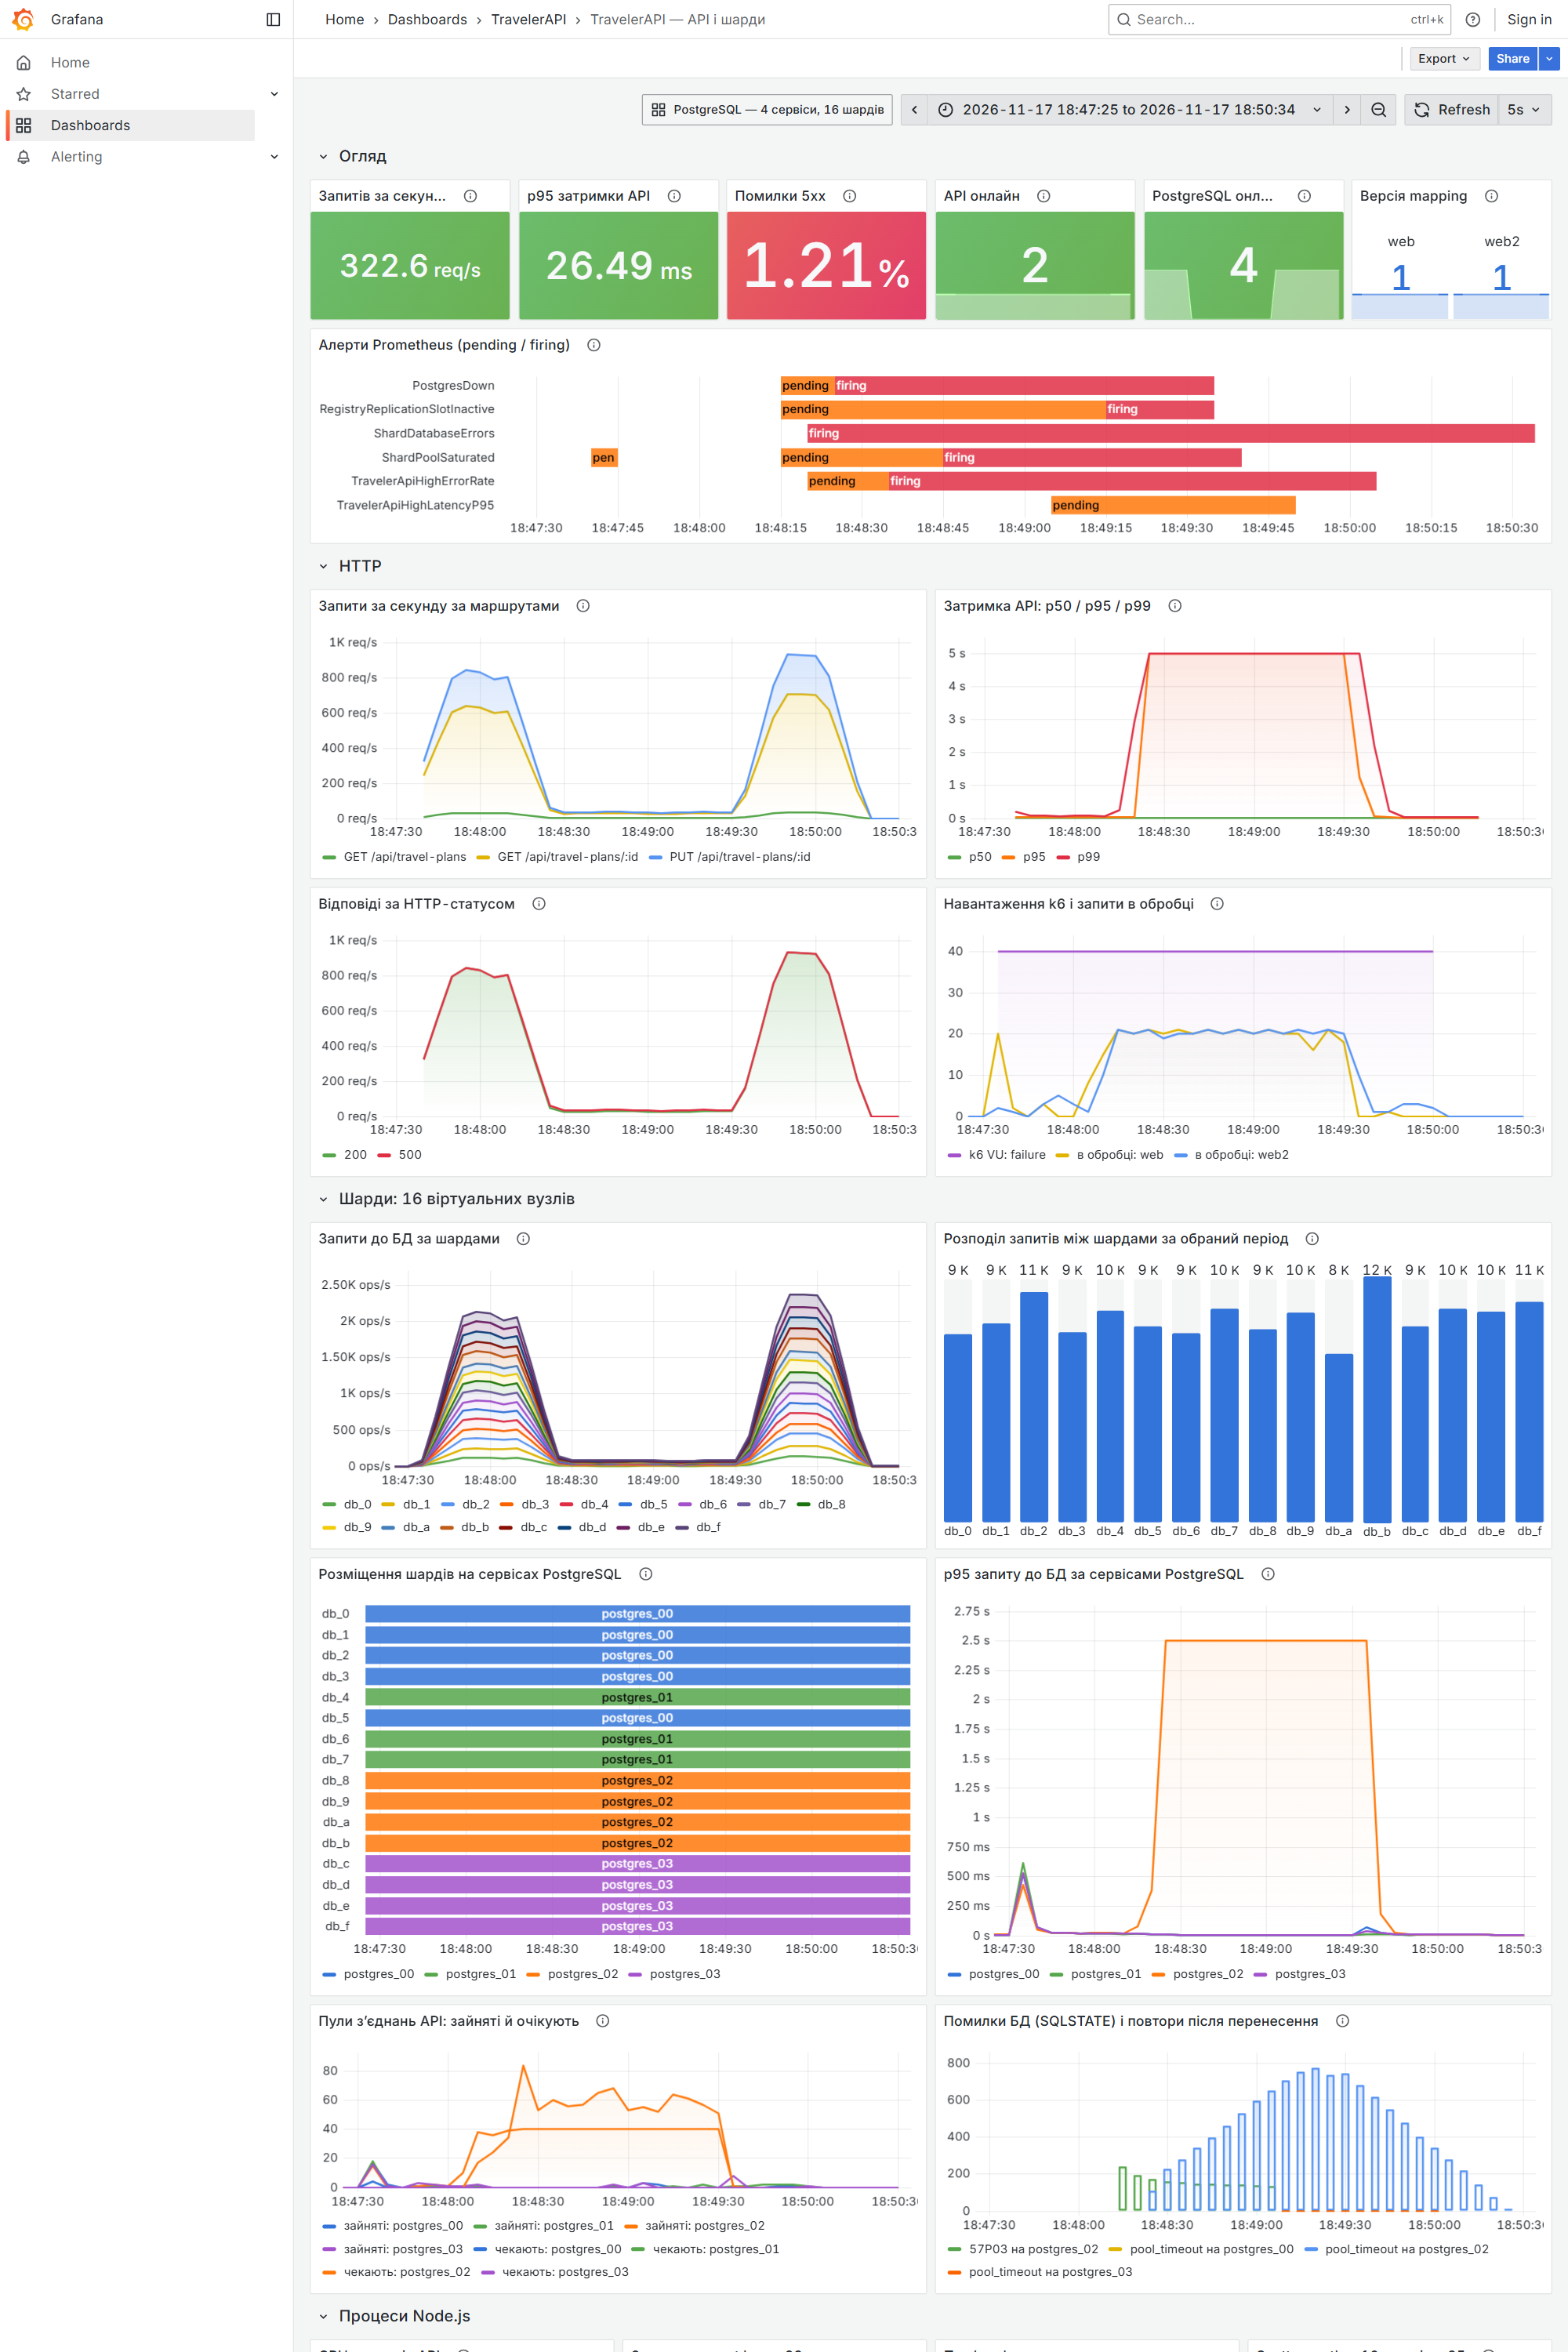 Grafana
Home › Dashboards › TravelerAPI › TravelerAPI — API і шарди
Search...
ctrl+k
Sign in
Home
Starred
Dashboards
Alerting
Export
Share
PostgreSQL — 4 сервіси, 16 шардів
2026-11-17 18:47:25 to 2026-11-17 18:50:34
Refresh
5s
Огляд
Запитів за секун...
322.6 req/s
p95 затримки API
26.49 ms
Помилки 5xx
1.21%
API онлайн
2
PostgreSQL онл...
4
Версія mapping
web
web2
1
1
Алерти Prometheus (pending / firing)
PostgresDown
pending
firing
RegistryReplicationSlotInactive
pending
firing
ShardDatabaseErrors
firing
ShardPoolSaturated
pen
pending
firing
TravelerApiHighErrorRate
pending
firing
TravelerApiHighLatencyP95
pending
18:47:30 18:47:45 18:48:00 18:48:15 18:48:30 18:48:45 18:49:00 18:49:15 18:49:30 18:49:45 18:50:00 18:50:15 18:50:30
HTTP
Запити за секунду за маршрутами
1K req/s
800 req/s
600 req/s
400 req/s
200 req/s
0 req/s
18:47:30 18:48:00 18:48:30 18:49:00 18:49:30 18:50:00 18:50:3
GET /api/travel-plans GET /api/travel-plans/:id PUT /api/travel-plans/:id
Затримка API: p50 / p95 / p99
5 s
4 s
3 s
2 s
1 s
0 s
18:47:30 18:48:00 18:48:30 18:49:00 18:49:30 18:50:00 18:50:3
p50 p95 p99
Відповіді за HTTP-статусом
1K req/s
800 req/s
600 req/s
400 req/s
200 req/s
0 req/s
18:47:30 18:48:00 18:48:30 18:49:00 18:49:30 18:50:00 18:50:3
200 500
Навантаження k6 і запити в обробці
40
30
20
10
0
18:47:30 18:48:00 18:48:30 18:49:00 18:49:30 18:50:00 18:50:3
k6 VU: failure в обробці: web в обробці: web2
Шарди: 16 віртуальних вузлів
Запити до БД за шардами
2.50K ops/s
2K ops/s
1.50K ops/s
1K ops/s
500 ops/s
0 ops/s
18:47:30 18:48:00 18:48:30 18:49:00 18:49:30 18:50:00 18:50:3
db_0 db_1 db_2 db_3 db_4 db_5 db_6 db_7 db_8
db_9 db_a db_b db_c db_d db_e db_f
Розподіл запитів між шардами за обраний період
9 K 9 K 11 K 9 K 10 K 9 K 9 K 10 K 9 K 10 K 8 K 12 K 9 K 10 K 10 K 11 K
db_0 db_1 db_2 db_3 db_4 db_5 db_6 db_7 db_8 db_9 db_a db_b db_c db_d db_e db_f
Розміщення шардів на сервісах PostgreSQL
db_0 postgres_00
db_1 postgres_00
db_2 postgres_00
db_3 postgres_00
db_4 postgres_01
db_5 postgres_00
db_6 postgres_01
db_7 postgres_01
db_8 postgres_02
db_9 postgres_02
db_a postgres_02
db_b postgres_02
db_c postgres_03
db_d postgres_03
db_e postgres_03
db_f postgres_03
18:47:30 18:48:00 18:48:30 18:49:00 18:49:30 18:50:00 18:50:3
postgres_00 postgres_01 postgres_02 postgres_03
p95 запиту до БД за сервісами PostgreSQL
2.75 s
2.5 s
2.25 s
2 s
1.75 s
1.5 s
1.25 s
1 s
750 ms
500 ms
250 ms
0 s
18:47:30 18:48:00 18:48:30 18:49:00 18:49:30 18:50:00 18:50:3
postgres_00 postgres_01 postgres_02 postgres_03
Пули з’єднань API: зайняті й очікують
80
60
40
20
0
18:47:30 18:48:00 18:48:30 18:49:00 18:49:30 18:50:00 18:50:3
зайняті: postgres_00 зайняті: postgres_01 зайняті: postgres_02
зайняті: postgres_03 чекають: postgres_00 чекають: postgres_01
чекають: postgres_02 чекають: postgres_03
Помилки БД (SQLSTATE) і повтори після перенесення
800
600
400
200
0
18:47:30 18:48:00 18:48:30 18:49:00 18:49:30 18:50:00 18:50:3
57P03 на postgres_02 pool_timeout на postgres_00 pool_timeout на postgres_02
pool_timeout на postgres_03
Процеси Node.js